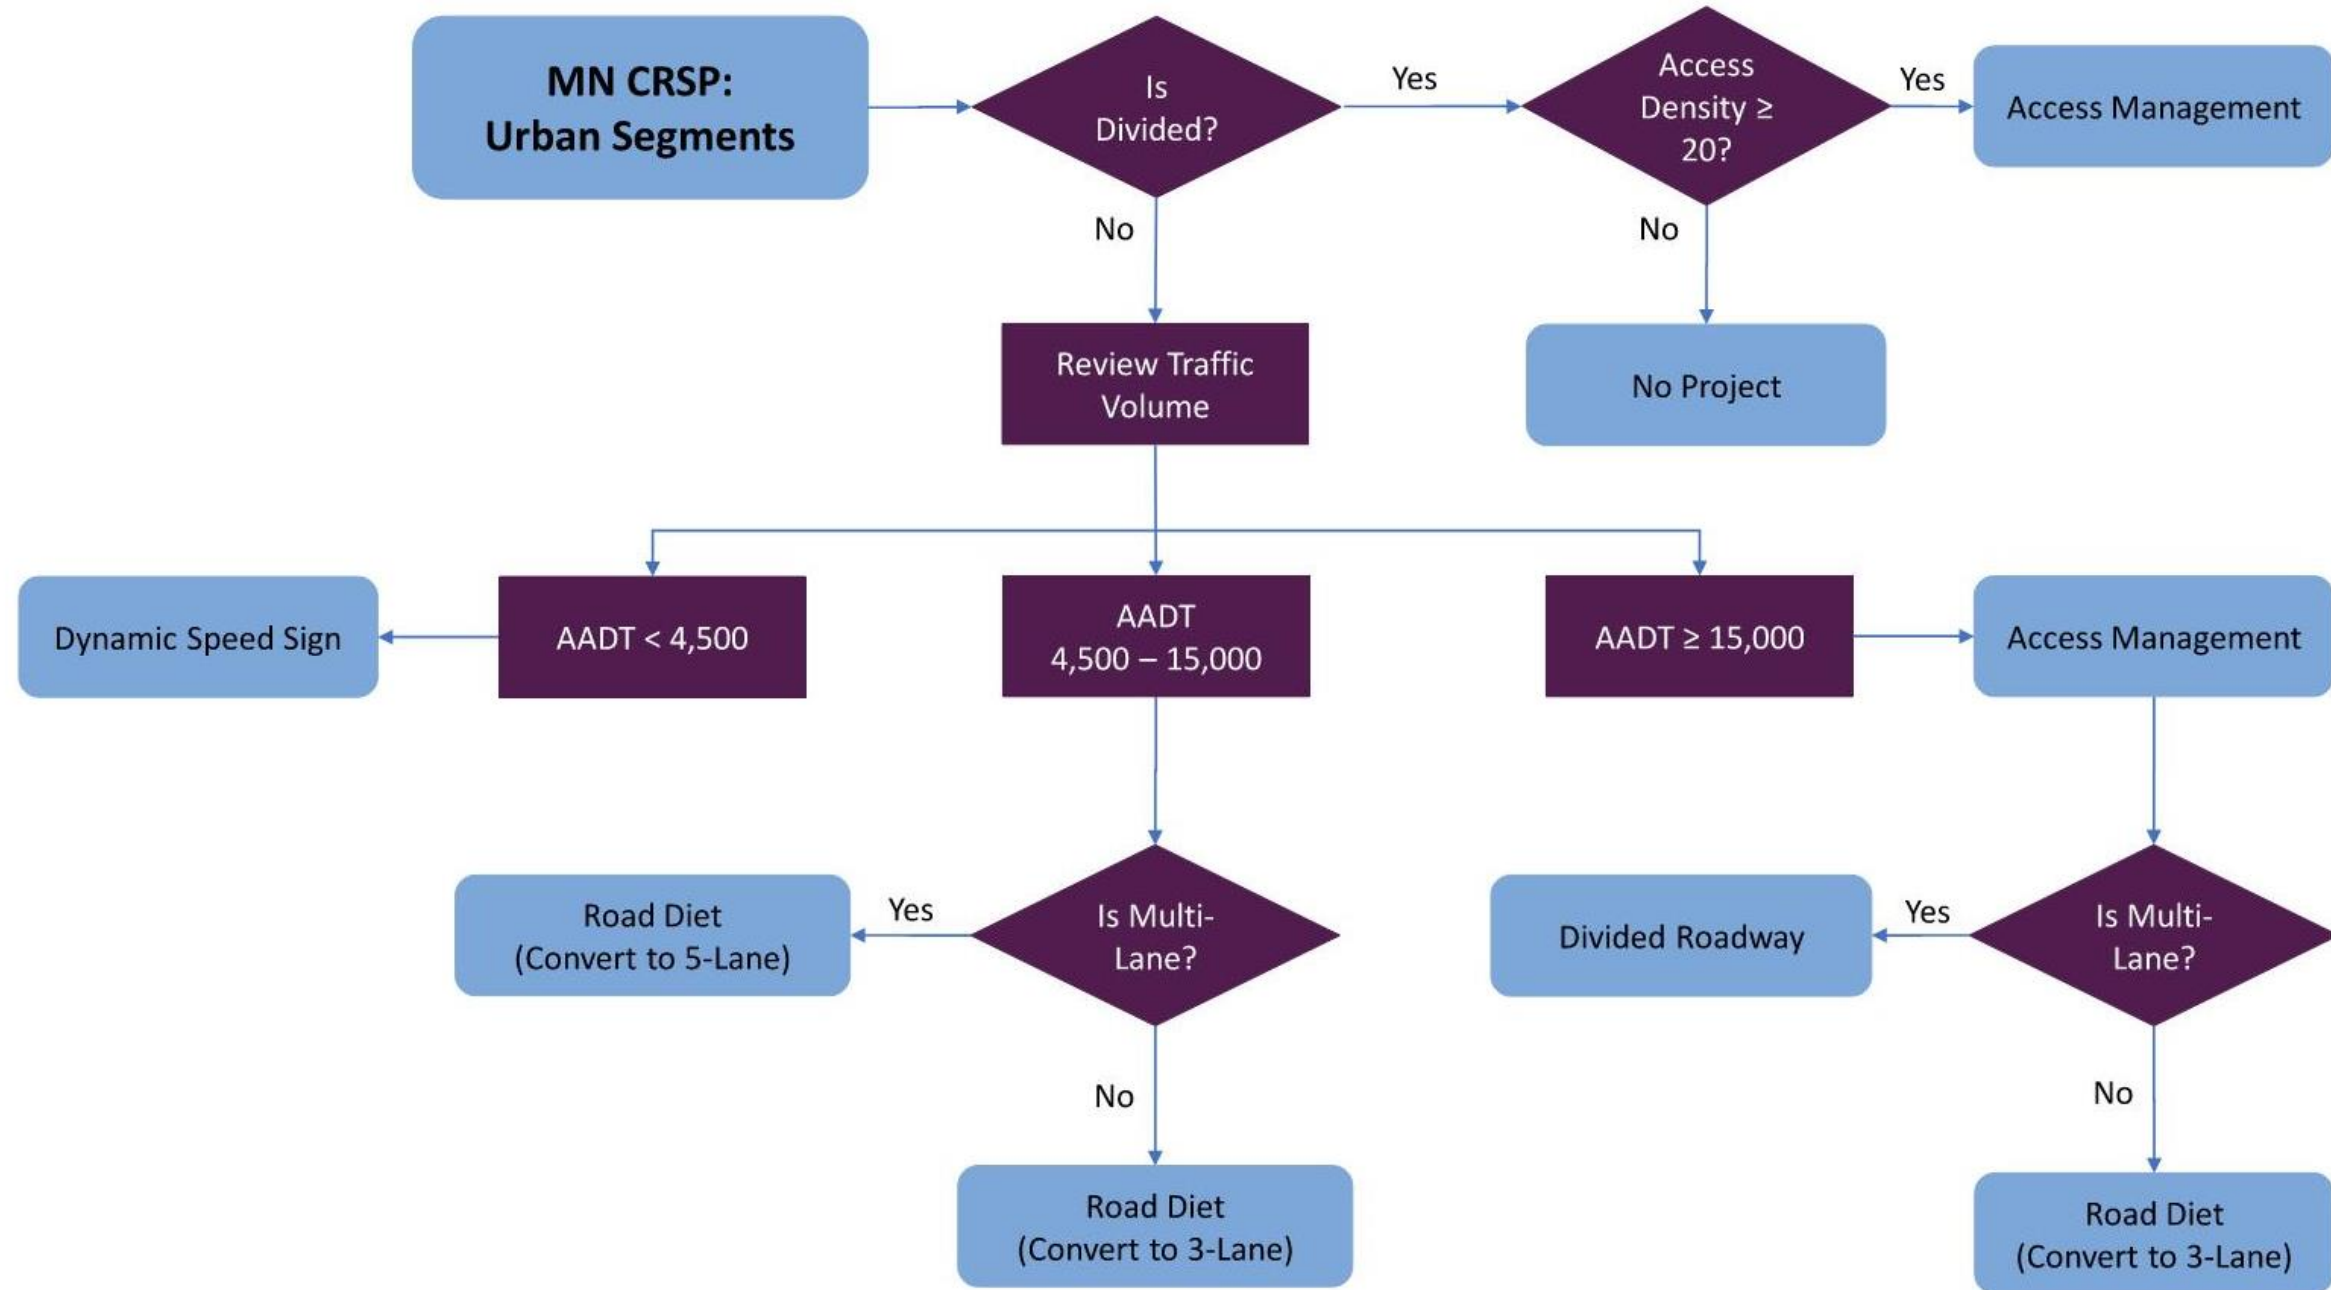 MN CRSP:
Urban Segments
Is
Divided?
Yes
Access
Density ≥
20?
Yes
Access Management
No
No
Review Traffic
Volume
No Project
Dynamic Speed Sign
AADT < 4,500
AADT
4,500 – 15,000
AADT ≥ 15,000
Access Management
Road Diet
(Convert to 5-Lane)
Yes
Is Multi-
Lane?
Divided Roadway
Yes
Is Multi-
Lane?
No
No
Road Diet
(Convert to 3-Lane)
Road Diet
(Convert to 3-Lane)